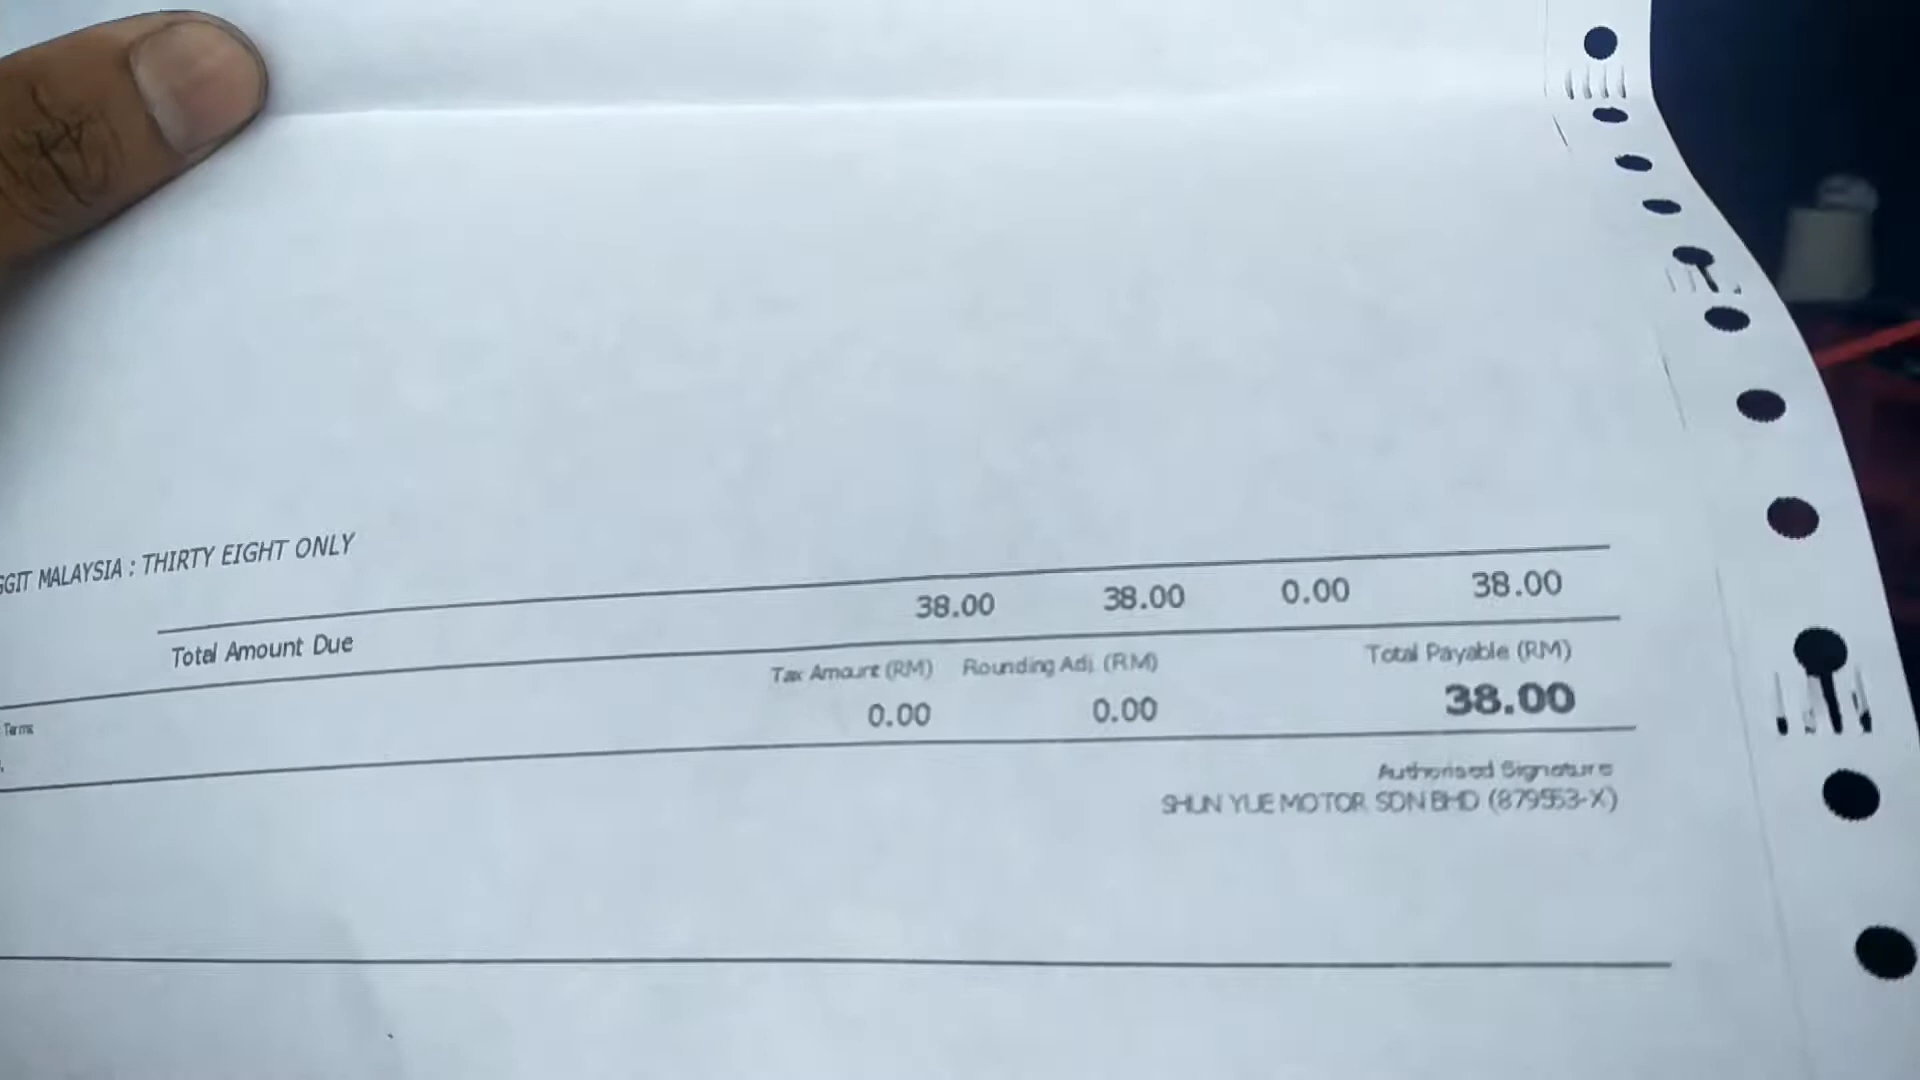 GGIT MALAYSIA : THIRTY EIGHT ONLY
Total Amount Due 38.00 38.00 0.00 38.00
Terms Tax Amount (RM) Rounding Adj. (RM) Total Payable (RM)
0.00 0.00 38.00
Authorised Signature
SHUN YUE MOTOR SDN BHD (879553-X)